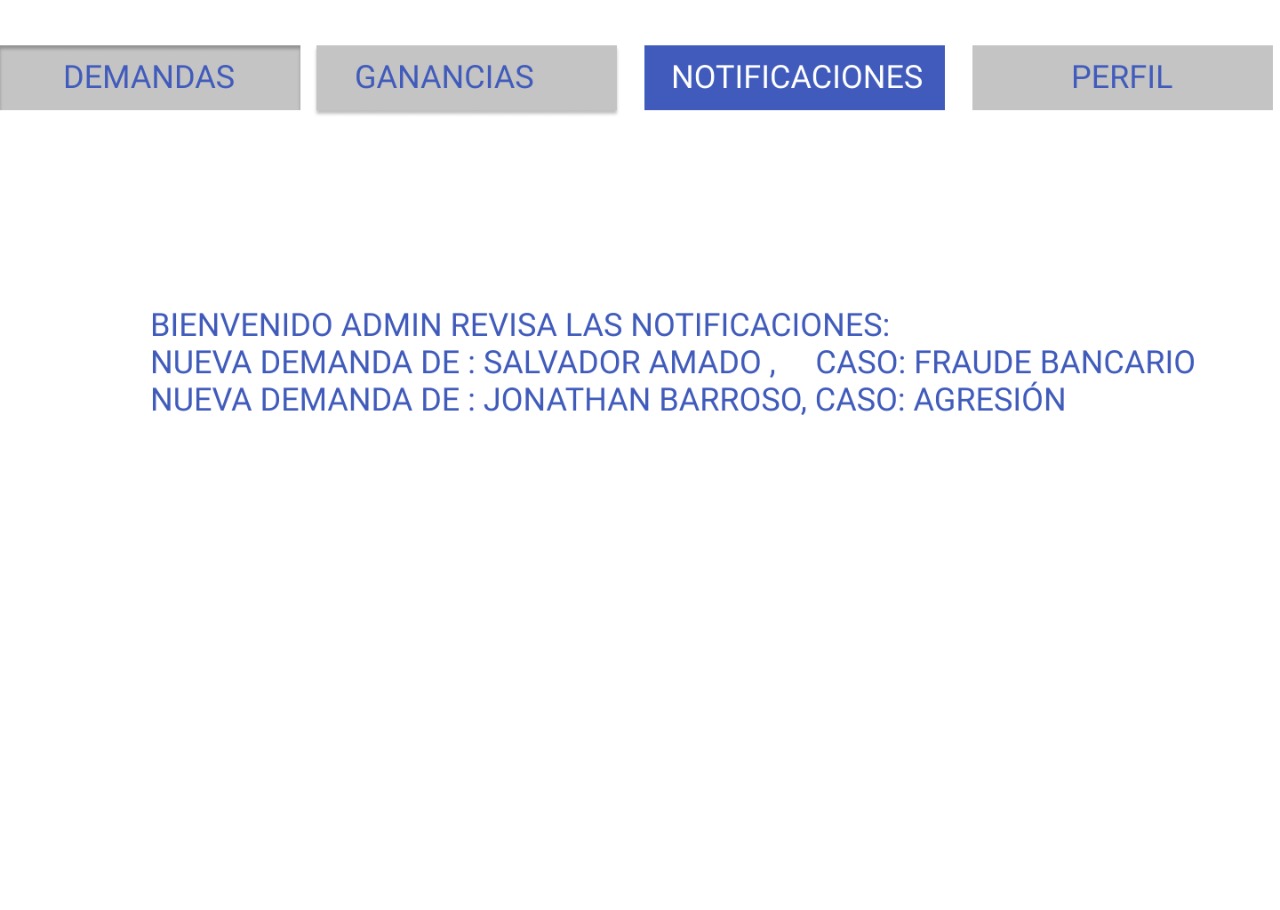 DEMANDAS GANANCIAS NOTIFICACIONES PERFIL
BIENVENIDO ADMIN REVISA LAS NOTIFICACIONES:
NUEVA DEMANDA DE : SALVADOR AMADO , CASO: FRAUDE BANCARIO
NUEVA DEMANDA DE : JONATHAN BARROSO, CASO: AGRESIÓN